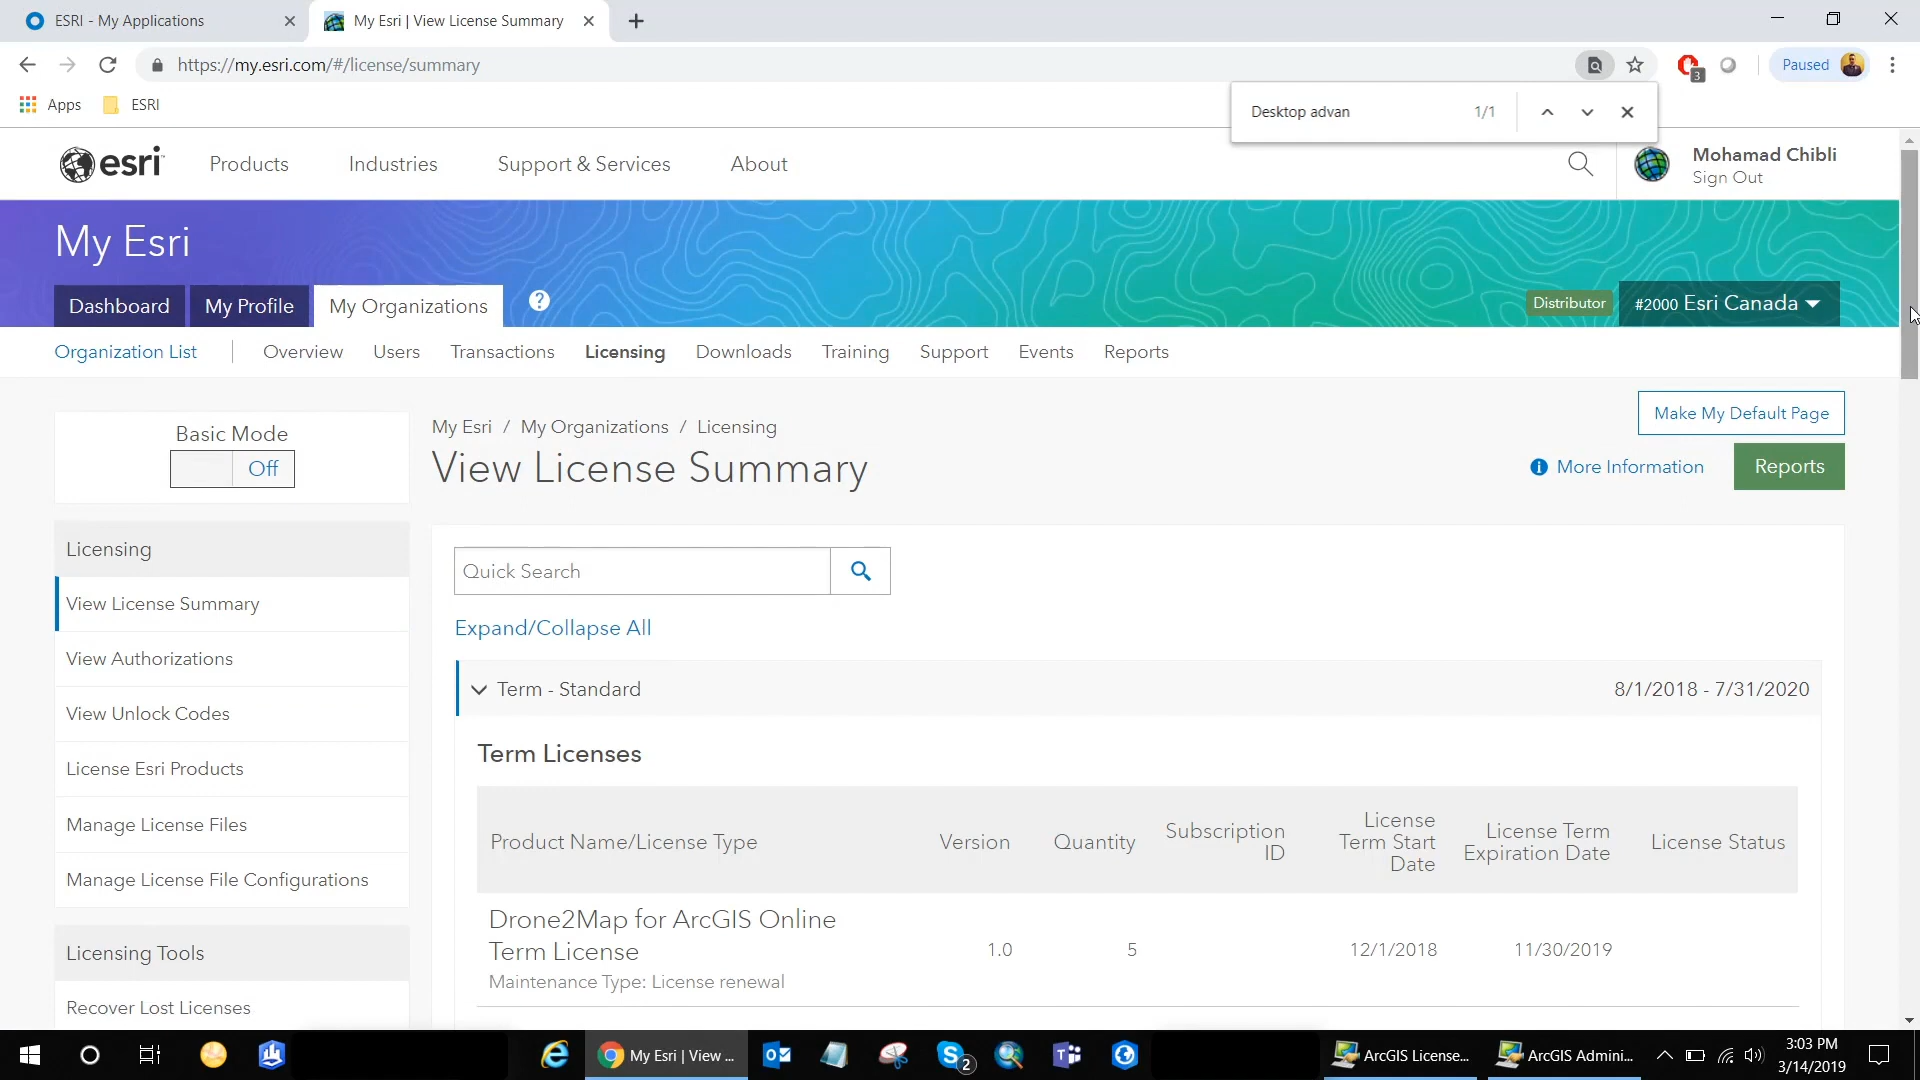 ESRI - My Applications
My Esri | View License Summary
https://my.esri.com/#/license/summary
3
Paused
Apps
ESRI
Desktop advan
1/1
esri
Products
Industries
Support & Services
About
Mohamad Chibli
Sign Out
My Esri
Dashboard
My Profile
My Organizations
?
Distributor
#2000 Esri Canada
Organization List
Overview
Users
Transactions
Licensing
Downloads
Training
Support
Events
Reports
Basic Mode
Off
My Esri / My Organizations / Licensing
View License Summary
Make My Default Page
More Information
Reports
Licensing
View License Summary
View Authorizations
View Unlock Codes
License Esri Products
Manage License Files
Manage License File Configurations
Licensing Tools
Recover Lost Licenses
Quick Search
Expand/Collapse All
Term - Standard
8/1/2018 - 7/31/2020
Term Licenses
Product Name/License Type
Version
Quantity
Subscription
ID
License
Term Start
Date
License Term
Expiration Date
License Status
Drone2Map for ArcGIS Online
Term License
1.0
5
12/1/2018
11/30/2019
Maintenance Type: License renewal
My Esri | View ...
2
ArcGIS License...
ArcGIS Admini...
3:03 PM
3/14/2019